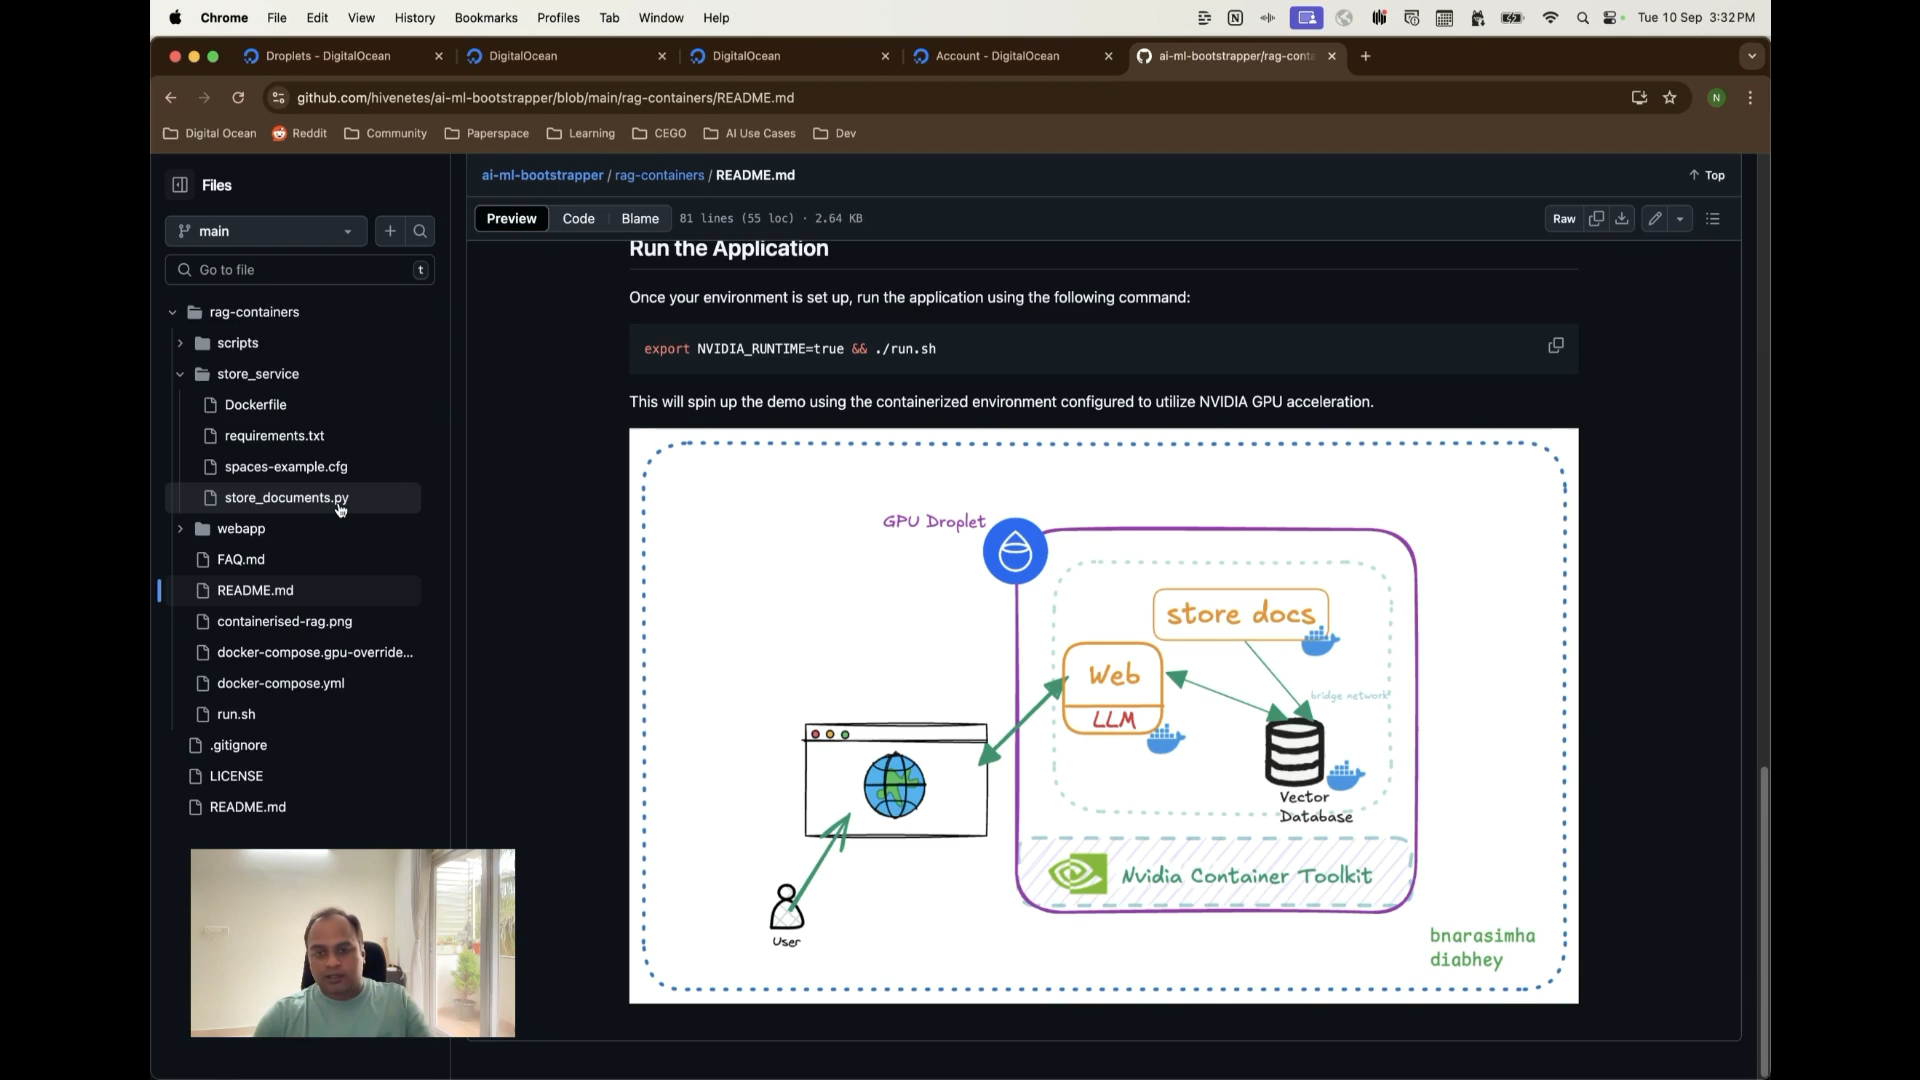 Chrome File Edit View History Bookmarks Profiles Tab Window Help
Tue 10 Sep 3:32 PM
Droplets - DigitalOcean
DigitalOcean
DigitalOcean
Account - DigitalOcean
ai-ml-bootstrapper/rag-conta
github.com/hivenetes/ai-ml-bootstrapper/blob/main/rag-containers/README.md
N
Digital Ocean Reddit Community Paperspace Learning CEGO AI Use Cases Dev
Files
main
Go to file
t
rag-containers
scripts
store_service
Dockerfile
requirements.txt
spaces-example.cfg
store_documents.py
webapp
FAQ.md
README.md
containerised-rag.png
docker-compose.gpu-override...
docker-compose.yml
run.sh
.gitignore
LICENSE
README.md
ai-ml-bootstrapper / rag-containers / README.md
Top
Preview Code Blame 81 lines (55 loc) · 2.64 KB
Raw
Run the Application
Once your environment is set up, run the application using the following command:
export NVIDIA_RUNTIME=true && ./run.sh
This will spin up the demo using the containerized environment configured to utilize NVIDIA GPU acceleration.
GPU Droplet
store docs
Web
LLM
bridge network
Vector
Database
Nvidia Container Toolkit
User
bnarasimha
diabhey